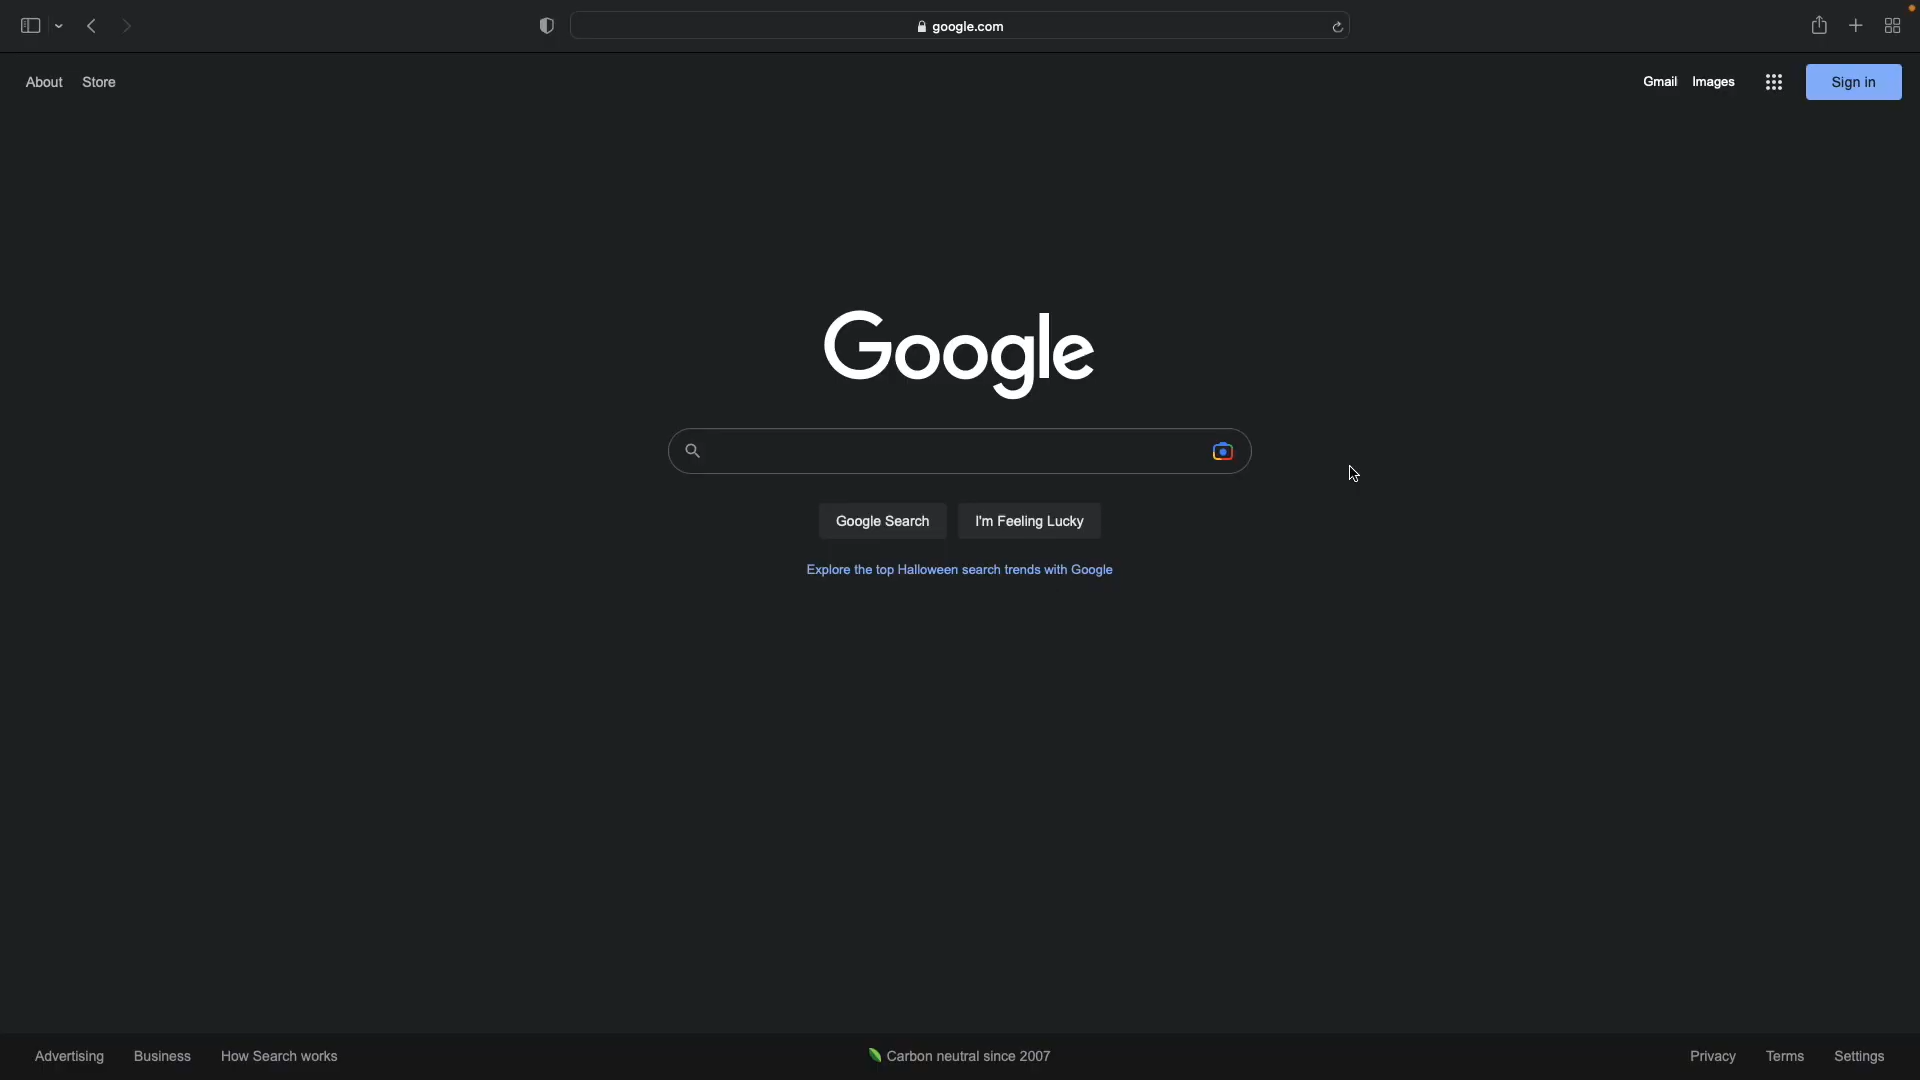 google.com
About Store
Gmail Images Sign in
Google
Google Search I'm Feeling Lucky
Explore the top Halloween search trends with Google
Advertising Business How Search works
Carbon neutral since 2007
Privacy Terms Settings